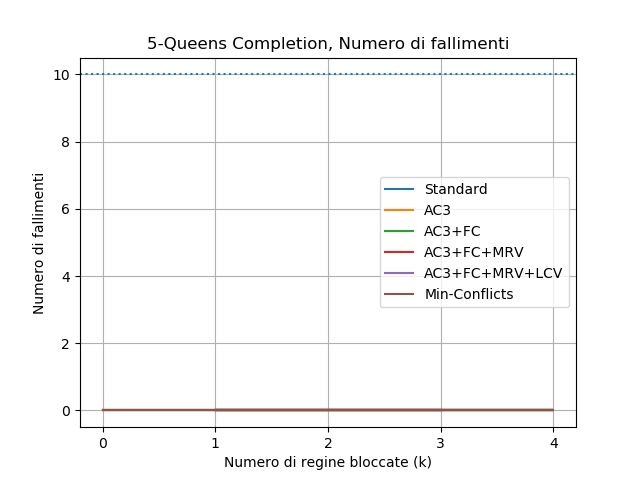 5-Queens Completion, Numero di fallimenti
10
8
6
4
2
0
Numero di fallimenti
Standard
AC3
AC3+FC
AC3+FC+MRV
AC3+FC+MRV+LCV
Min-Conflicts
0 1 2 3 4
Numero di regine bloccate (k)